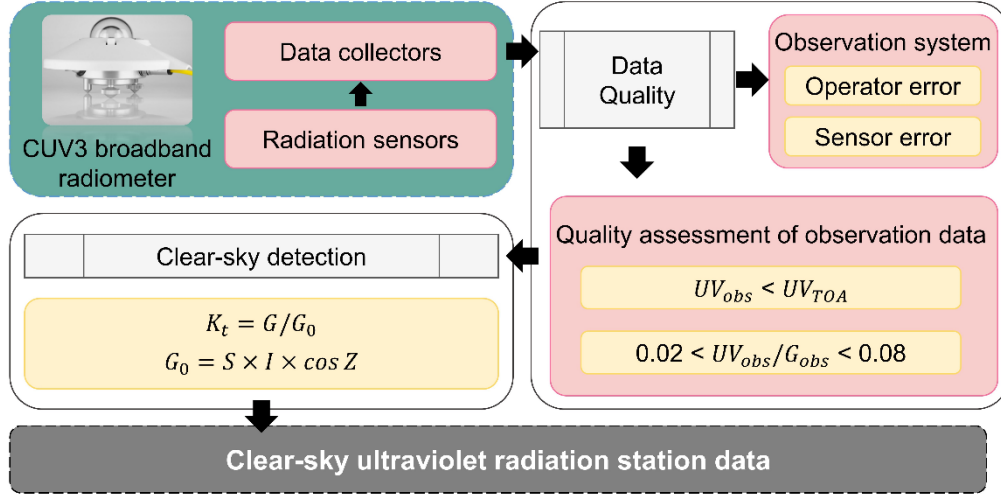 CUV3 broadband
radiometer
Data collectors
Radiation sensors
Data
Quality
Observation system
Operator error
Sensor error
Quality assessment of observation data
UV_obs < UV_TOA
0.02 < UV_obs/G_obs < 0.08
Clear-sky detection
K_t = G/G_0
G_0 = S × I × cos Z
Clear-sky ultraviolet radiation station data